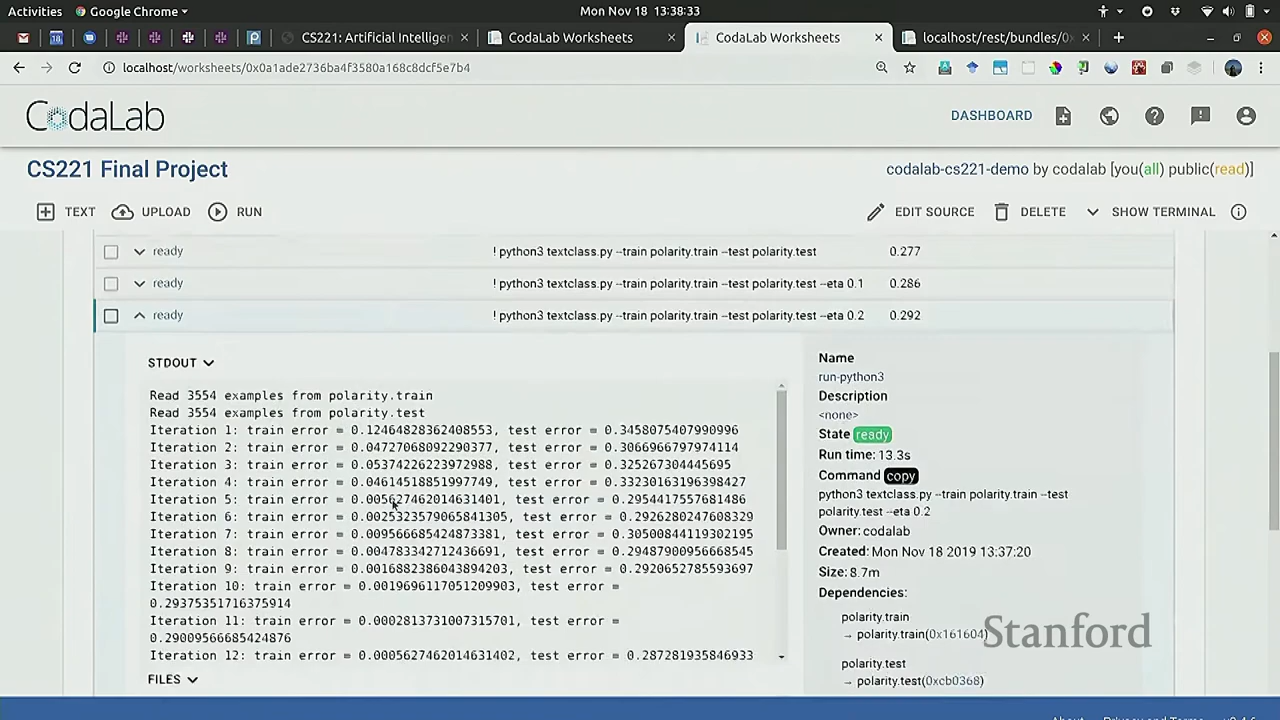 Activities Google Chrome Mon Nov 18 13:38:33
CS221: Artificial Intelligen CodaLab Worksheets CodaLab Worksheets localhost/rest/bundles/0x
localhost/worksheets/0x0a1ade2736ba4f3580a168c8dcf5e7b4
CodaLab DASHBOARD
CS221 Final Project codalab-cs221-demo by codalab [you(all) public(read)]
TEXT UPLOAD RUN EDIT SOURCE DELETE SHOW TERMINAL
ready ! python3 textclass.py --train polarity.train --test polarity.test 0.277
ready ! python3 textclass.py --train polarity.train --test polarity.test --eta 0.1 0.286
ready ! python3 textclass.py --train polarity.train --test polarity.test --eta 0.2 0.292
STDOUT
Read 3554 examples from polarity.train
Read 3554 examples from polarity.test
Iteration 1: train error = 0.12464828362408553, test error = 0.3458075407990996
Iteration 2: train error = 0.04727068092290377, test error = 0.3066966797974114
Iteration 3: train error = 0.05374226223972988, test error = 0.325267304445695
Iteration 4: train error = 0.04614518851997749, test error = 0.33230163196398427
Iteration 5: train error = 0.005627462014631401, test error = 0.2954417557681486
Iteration 6: train error = 0.0025323579065841305, test error = 0.2926280247608329
Iteration 7: train error = 0.009566685424873381, test error = 0.30500844119302195
Iteration 8: train error = 0.004783342712436691, test error = 0.29487900956668545
Iteration 9: train error = 0.0016882386043894203, test error = 0.2920652785593697
Iteration 10: train error = 0.0019696117051209903, test error =
0.29375351716375914
Iteration 11: train error = 0.0002813731007315701, test error =
0.29009566685424876
Iteration 12: train error = 0.0005627462014631402, test error = 0.287281935846933
FILES
Name
run-python3
Description
<none>
State ready
Run time: 13.3s
Command copy
python3 textclass.py --train polarity.train --test
polarity.test --eta 0.2
Owner: codalab
Created: Mon Nov 18 2019 13:37:20
Size: 8.7m
Dependencies:
polarity.train
→ polarity.train(0x161604)
polarity.test
→ polarity.test(0xcb0368)
Stanford